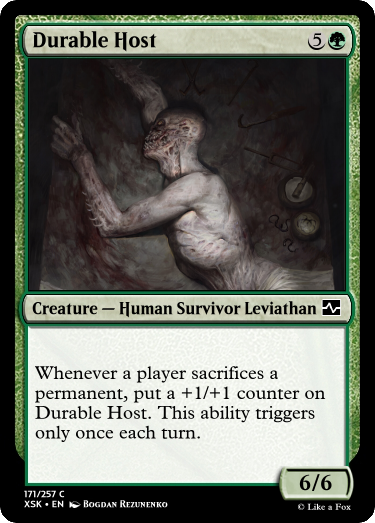 Durable Host 5
Creature — Human Survivor Leviathan
Whenever a player sacrifices a
permanent, put a +1/+1 counter on
Durable Host. This ability triggers
only once each turn.
6/6
171/257 C
XSK • EN Bogdan Rezunenko
© Like a Fox